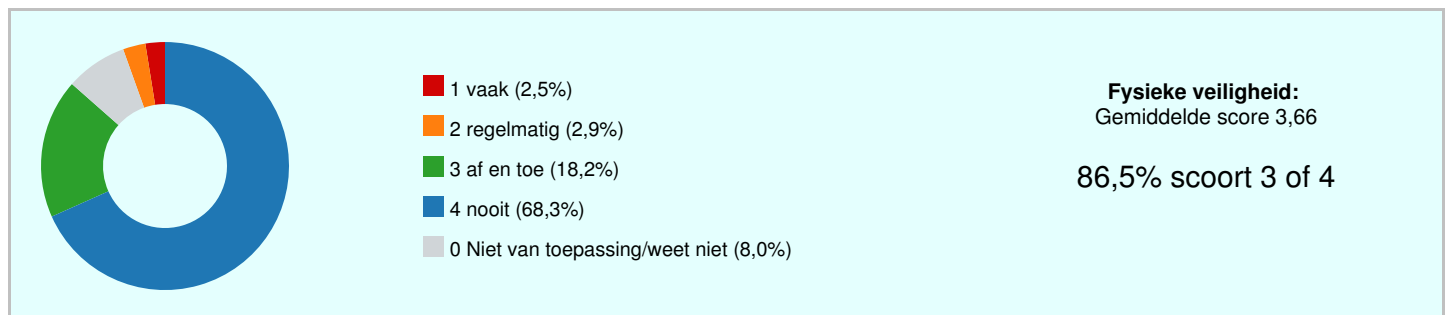 1 vaak (2,5%)
2 regelmatig (2,9%)
3 af en toe (18,2%)
4 nooit (68,3%)
0 Niet van toepassing/weet niet (8,0%)
Fysieke veiligheid:
Gemiddelde score 3,66
86,5% scoort 3 of 4